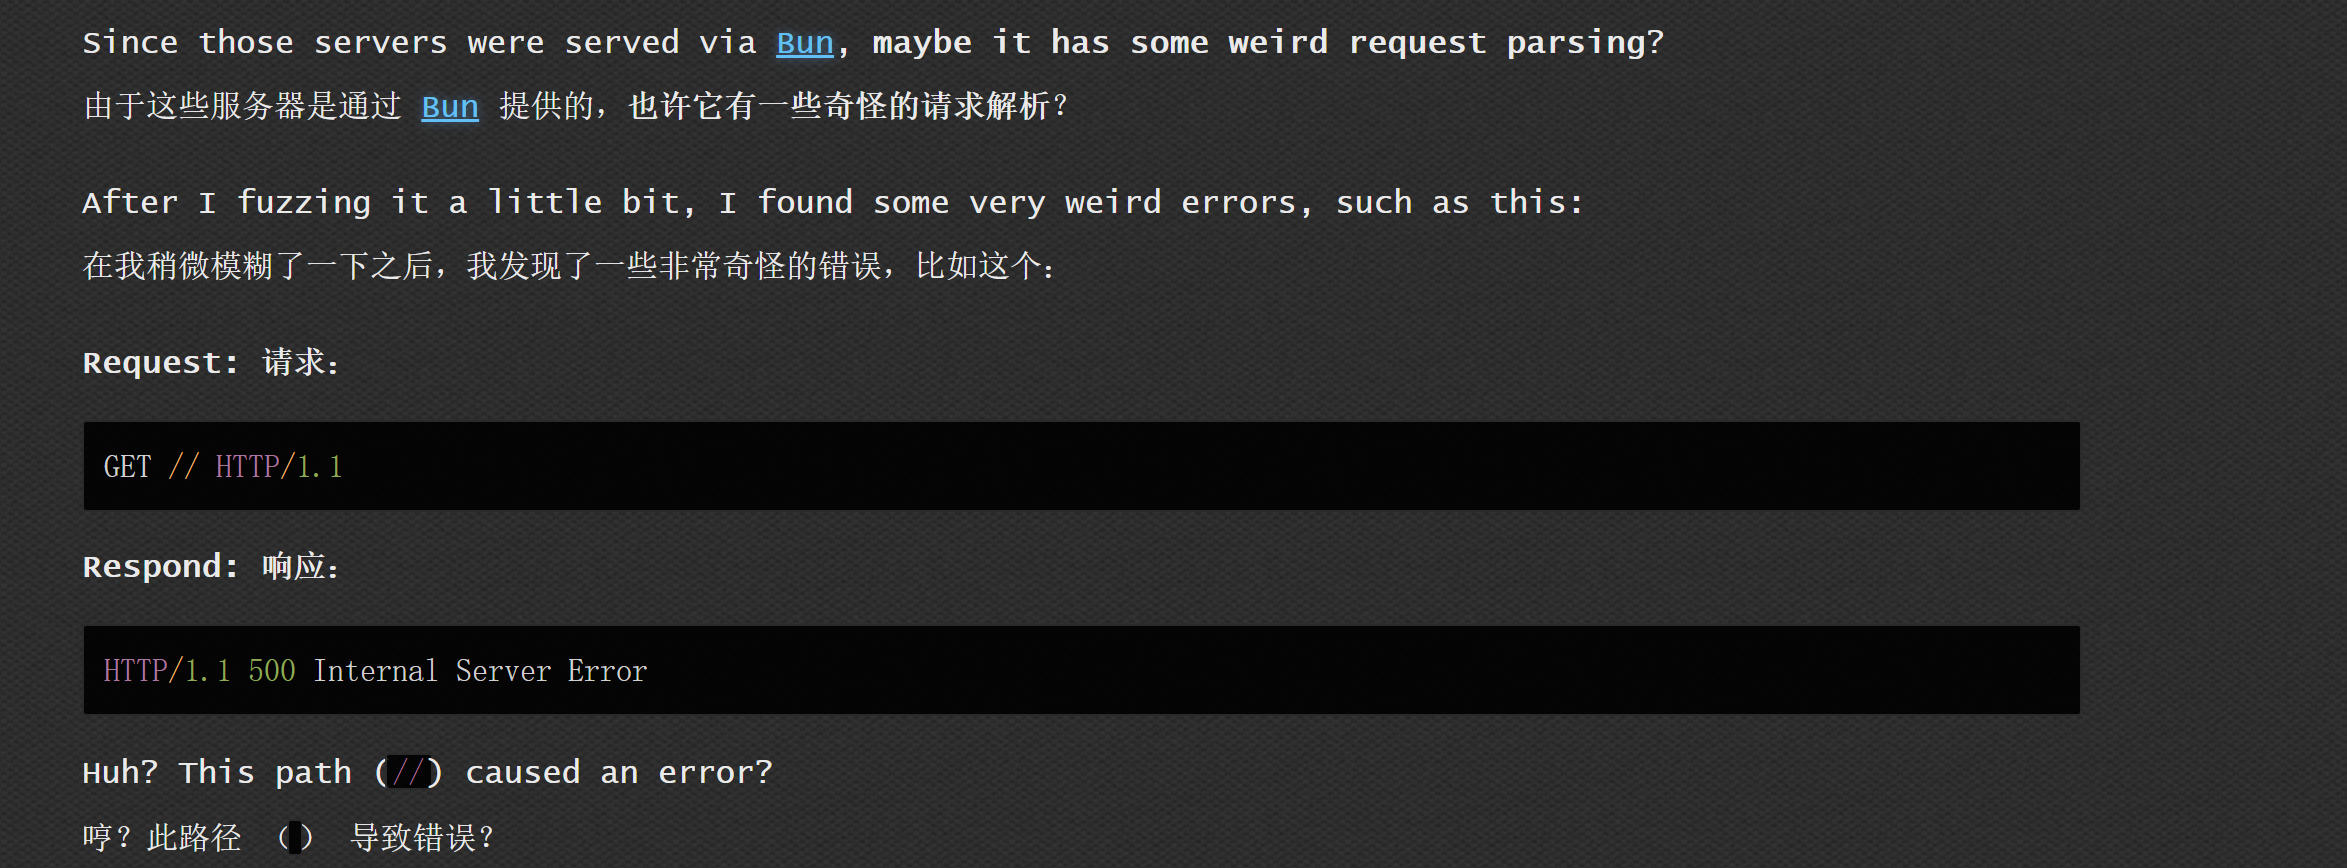 Since those servers were served via Bun, maybe it has some weird request parsing?
由于这些服务器是通过 Bun 提供的，也许它有一些奇怪的请求解析？
After I fuzzing it a little bit, I found some very weird errors, such as this:
在我稍微模糊了一下之后，我发现了一些非常奇怪的错误，比如这个：
Request: 请求：
GET // HTTP/1.1
Respond: 响应：
HTTP/1.1 500 Internal Server Error
Huh? This path (//) caused an error?
哼？此路径 （） 导致错误？